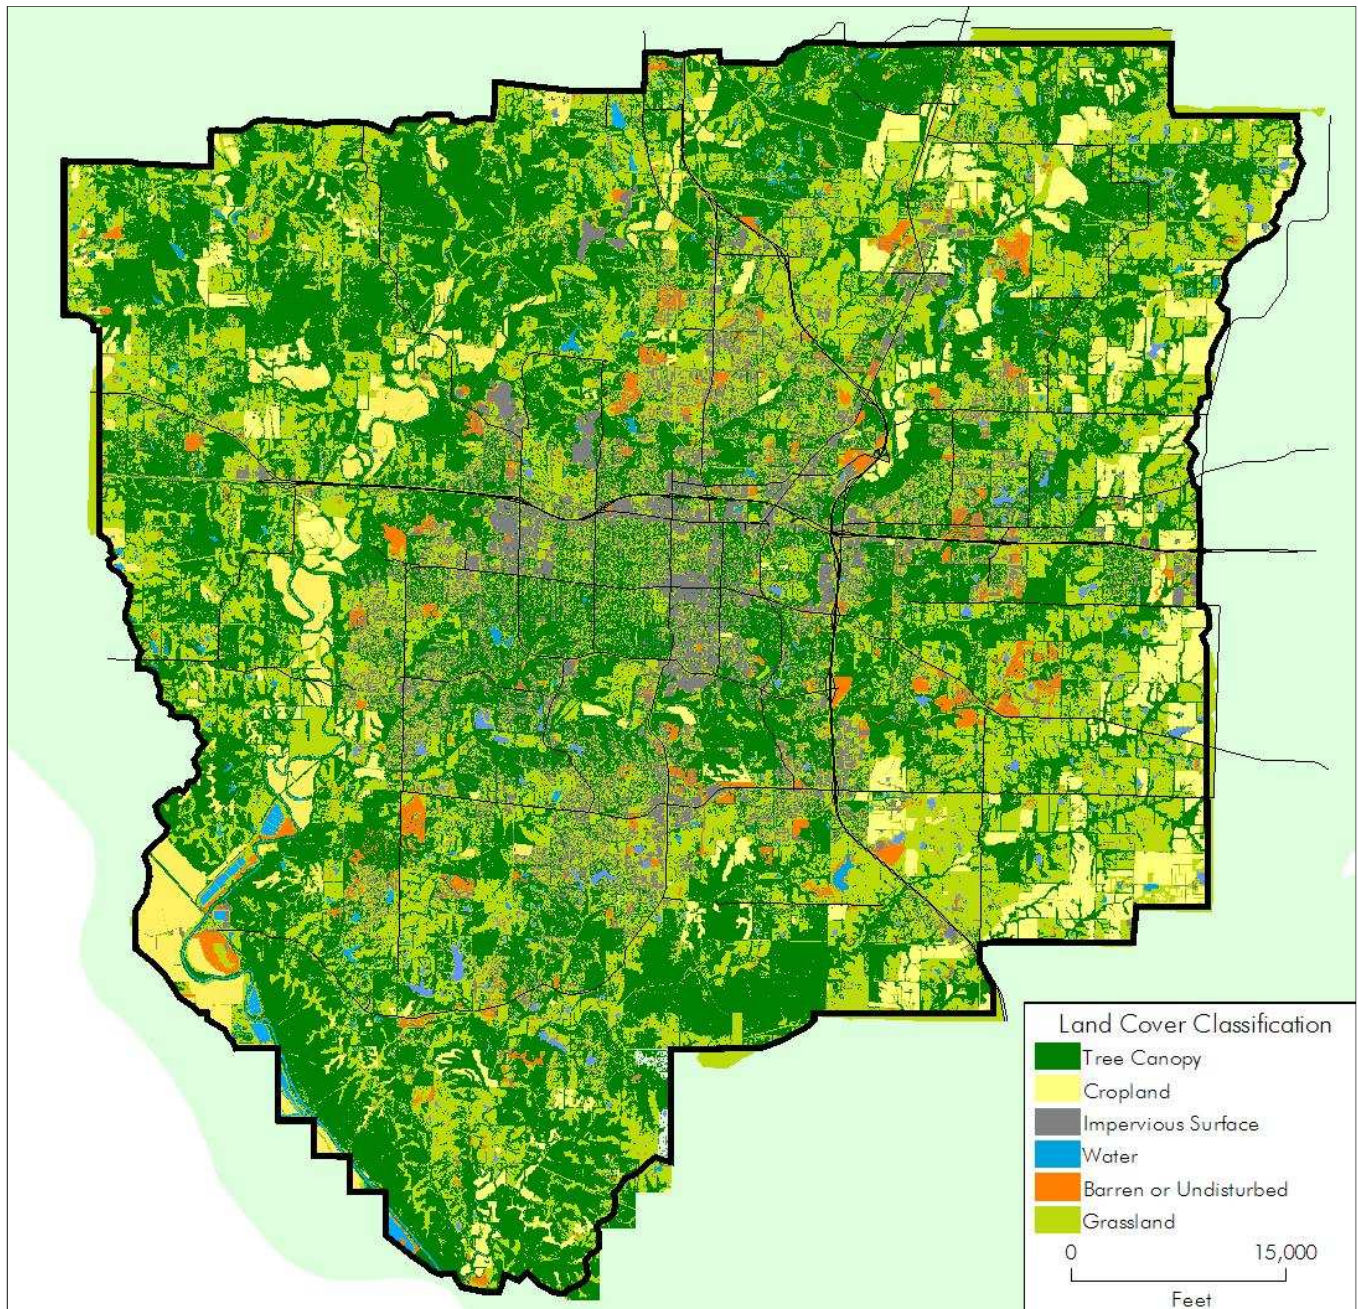 Land Cover Classification
Tree Canopy
Cropland
Impervious Surface
Water
Barren or Undisturbed
Grassland
0 15,000
Feet